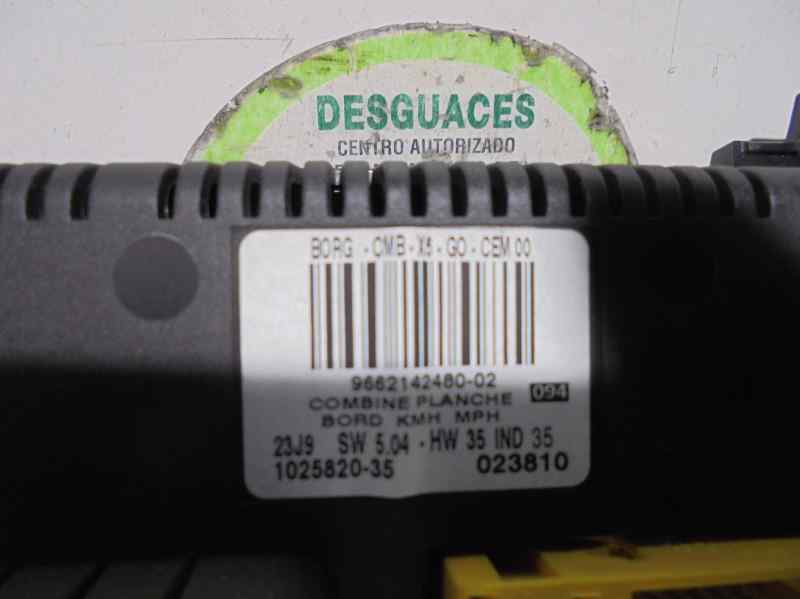 DESGUACES
CENTRO AUTORIZADO
BORG - CMB - X5 - GO - CEM 00
9662142480-02
COMBINE PLANCHE 094
BORD KMH MPH
23J9 SW 5.04 - HW 35 IND 35
1025820-35 023810